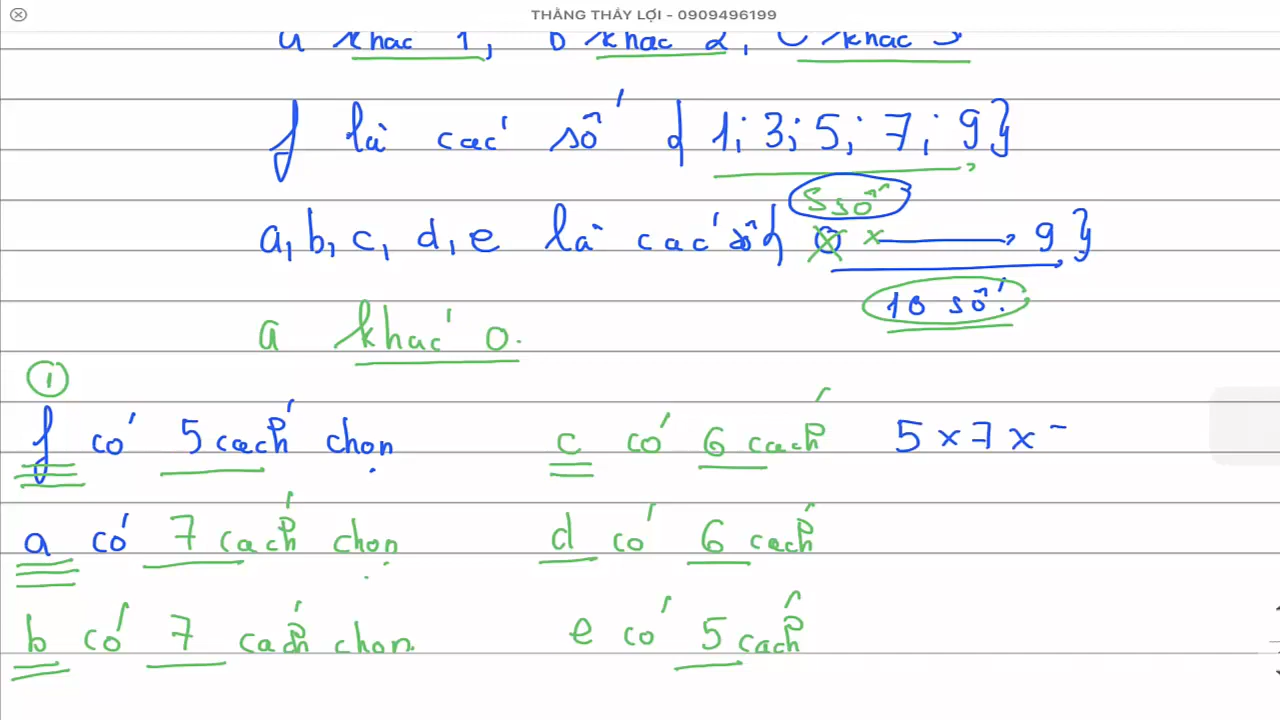 THẰNG THẦY LỢI - 0909496199
a khác 1, b khác 2, c khác 3
f là các số { 1; 3; 5; 7; 9}
5 số
a, b, c, d, e là các số { 0 → 9 }
10 số.
a khác 0.
1
f có 5 cách chọn
c có 6 cách
5 x 7 x
a có 7 cách chọn
d có 6 cách
b có 7 cách chọn.
e có 5 cách